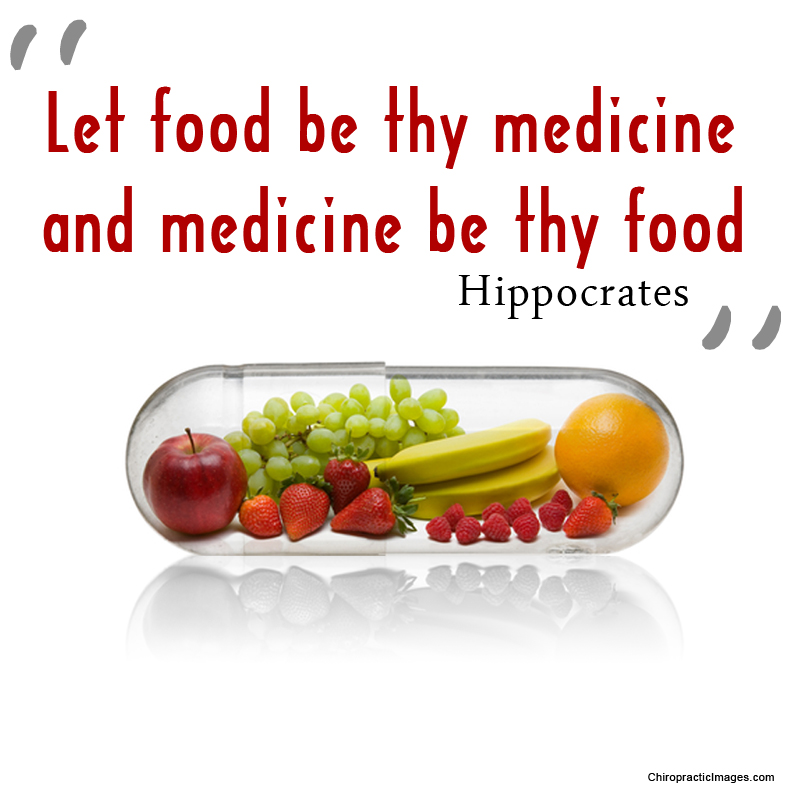 Let food be thy medicine
and medicine be thy food
Hippocrates
ChiropracticImages.com